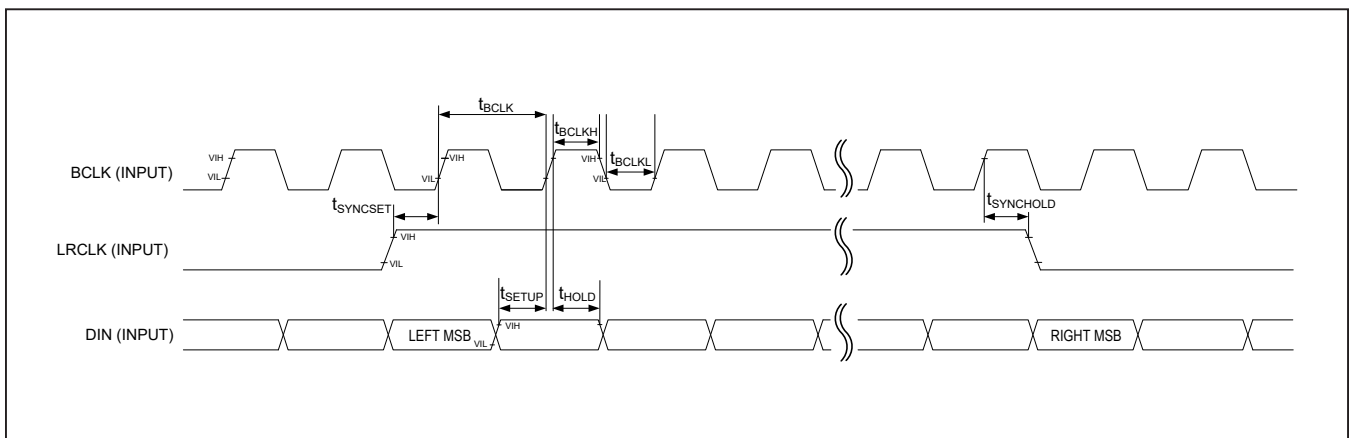 tBCLK
tBCLKH
tBCLKL
BCLK (INPUT)
VIH
VIL
VIH
VIL
VIH
VIL
tSYNCSET
tSYNCHOLD
LRCLK (INPUT)
VIH
VIL
tSETUP
tHOLD
DIN (INPUT)
LEFT MSB
VIH
VIL
RIGHT MSB